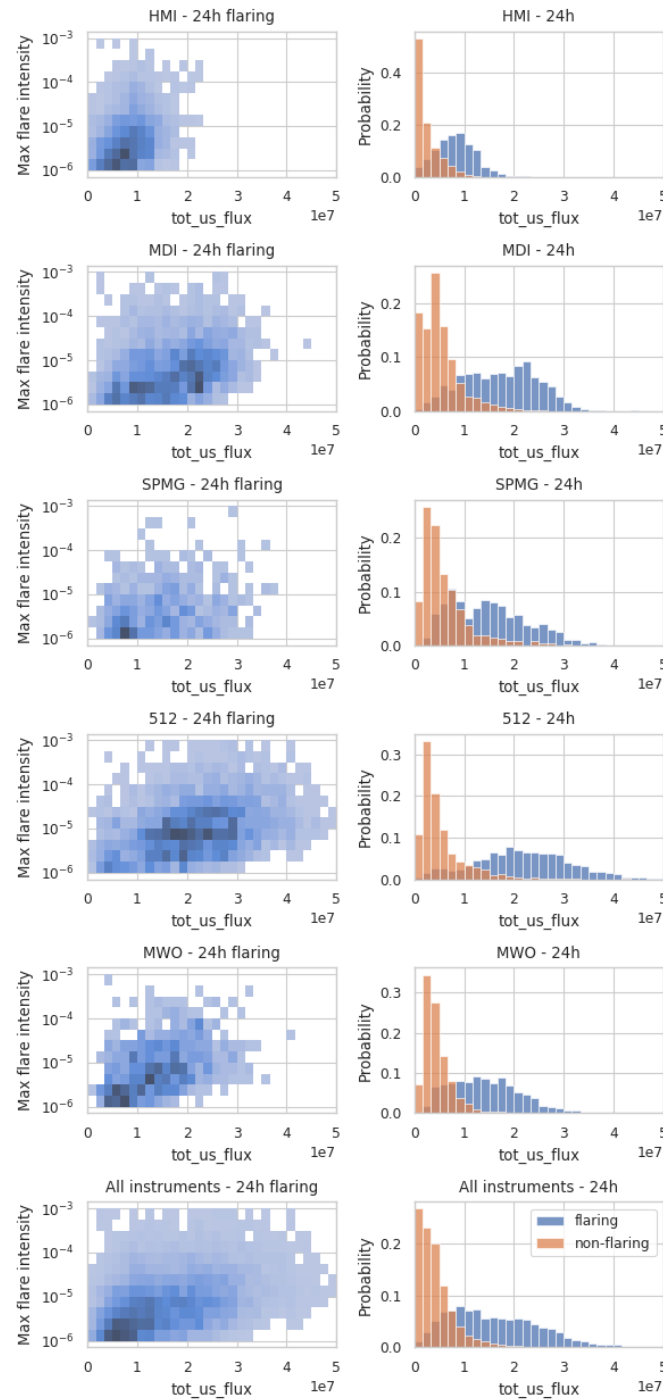 HMI - 24h flaring
Max flare intensity
10⁻³
10⁻⁴
10⁻⁵
10⁻⁶
0 1 2 3 4 5
tot_us_flux
1e7
HMI - 24h
Probability
0.4
0.2
0.0
0 1 2 3 4 5
tot_us_flux
1e7
MDI - 24h flaring
Max flare intensity
10⁻³
10⁻⁴
10⁻⁵
10⁻⁶
0 1 2 3 4 5
tot_us_flux
1e7
MDI - 24h
Probability
0.2
0.1
0.0
0 1 2 3 4 5
tot_us_flux
1e7
SPMG - 24h flaring
Max flare intensity
10⁻³
10⁻⁴
10⁻⁵
10⁻⁶
0 1 2 3 4 5
tot_us_flux
1e7
SPMG - 24h
Probability
0.2
0.1
0.0
0 1 2 3 4 5
tot_us_flux
1e7
512 - 24h flaring
Max flare intensity
10⁻³
10⁻⁴
10⁻⁵
10⁻⁶
0 1 2 3 4 5
tot_us_flux
1e7
512 - 24h
Probability
0.3
0.2
0.1
0.0
0 1 2 3 4 5
tot_us_flux
1e7
MWO - 24h flaring
Max flare intensity
10⁻³
10⁻⁴
10⁻⁵
10⁻⁶
0 1 2 3 4 5
tot_us_flux
1e7
MWO - 24h
Probability
0.3
0.2
0.1
0.0
0 1 2 3 4 5
tot_us_flux
1e7
All instruments - 24h flaring
Max flare intensity
10⁻³
10⁻⁴
10⁻⁵
10⁻⁶
0 1 2 3 4 5
tot_us_flux
1e7
All instruments - 24h
Probability
0.2
0.1
0.0
flaring
non-flaring
0 1 2 3 4 5
tot_us_flux
1e7